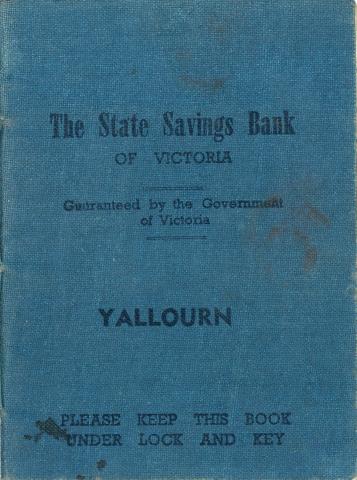 The State Savings Bank
OF VICTORIA
Guaranteed by the Government
of Victoria
YALLOURN
PLEASE KEEP THIS BOOK
UNDER LOCK AND KEY